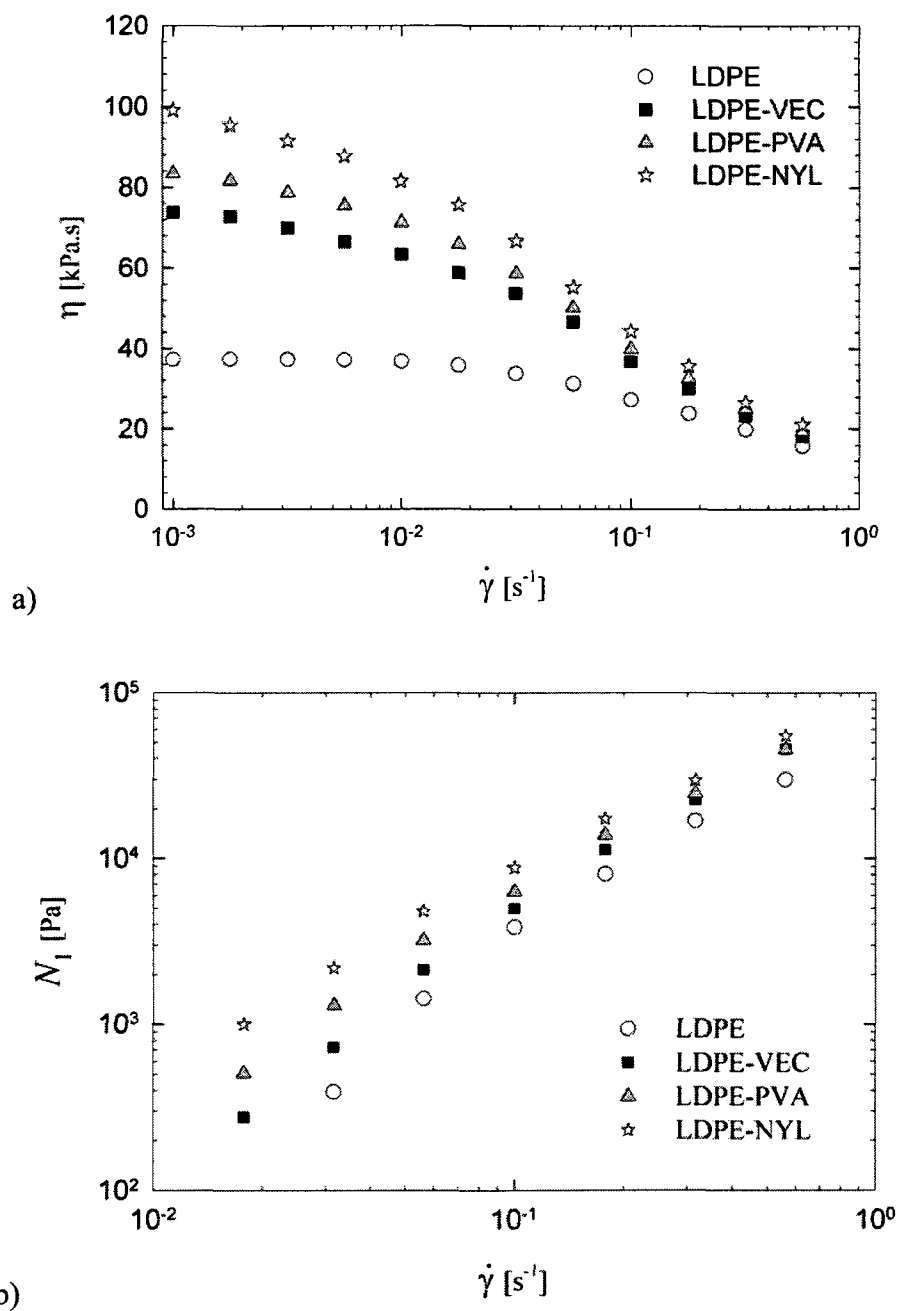 120
100
80
60
40
20
0
η [kPa.s]
LDPE
LDPE-VEC
LDPE-PVA
LDPE-NYL
10⁻³ 10⁻² 10⁻¹ 10⁰
γ̇ [s⁻¹]
a)
10⁵
10⁴
10³
10²
N₁ [Pa]
LDPE
LDPE-VEC
LDPE-PVA
LDPE-NYL
10⁻² 10⁻¹ 10⁰
γ̇ [s⁻¹]
b)